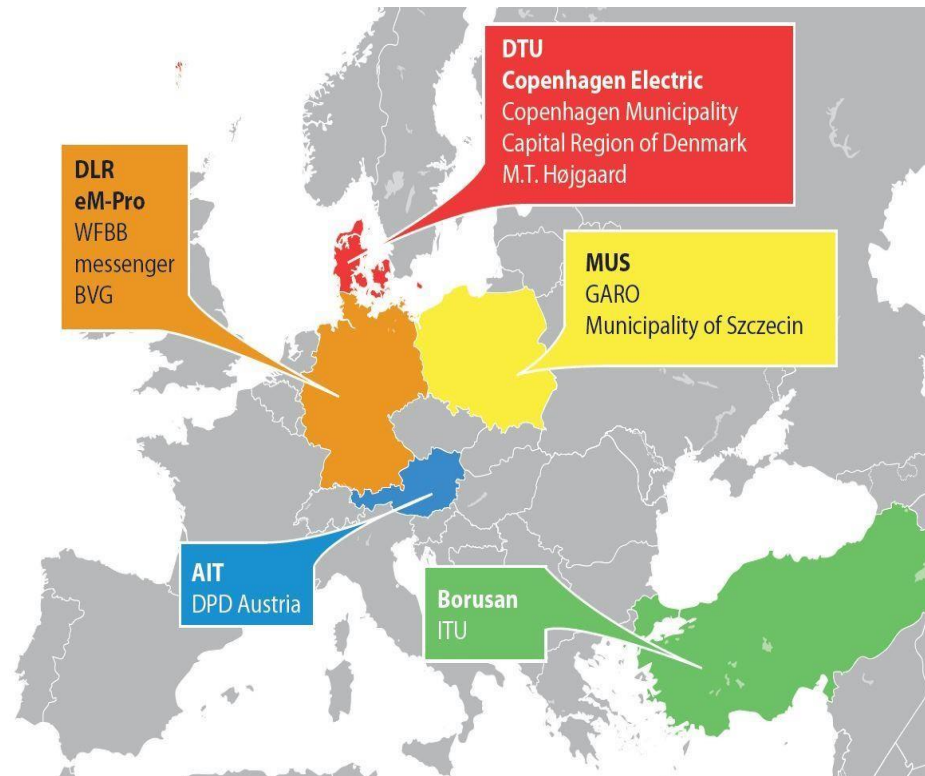 DTU
Copenhagen Electric
Copenhagen Municipality
Capital Region of Denmark
M.T. Højgaard
DLR
eM-Pro
WFBB
messenger
BVG
MUS
GARO
Municipality of Szczecin
AIT
DPD Austria
Borusan
ITU